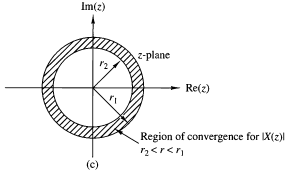 Im(z)
z-plane
r₂
Re(z)
r₁
Region of convergence for |X(z)|
r₂ < r < r₁
(c)